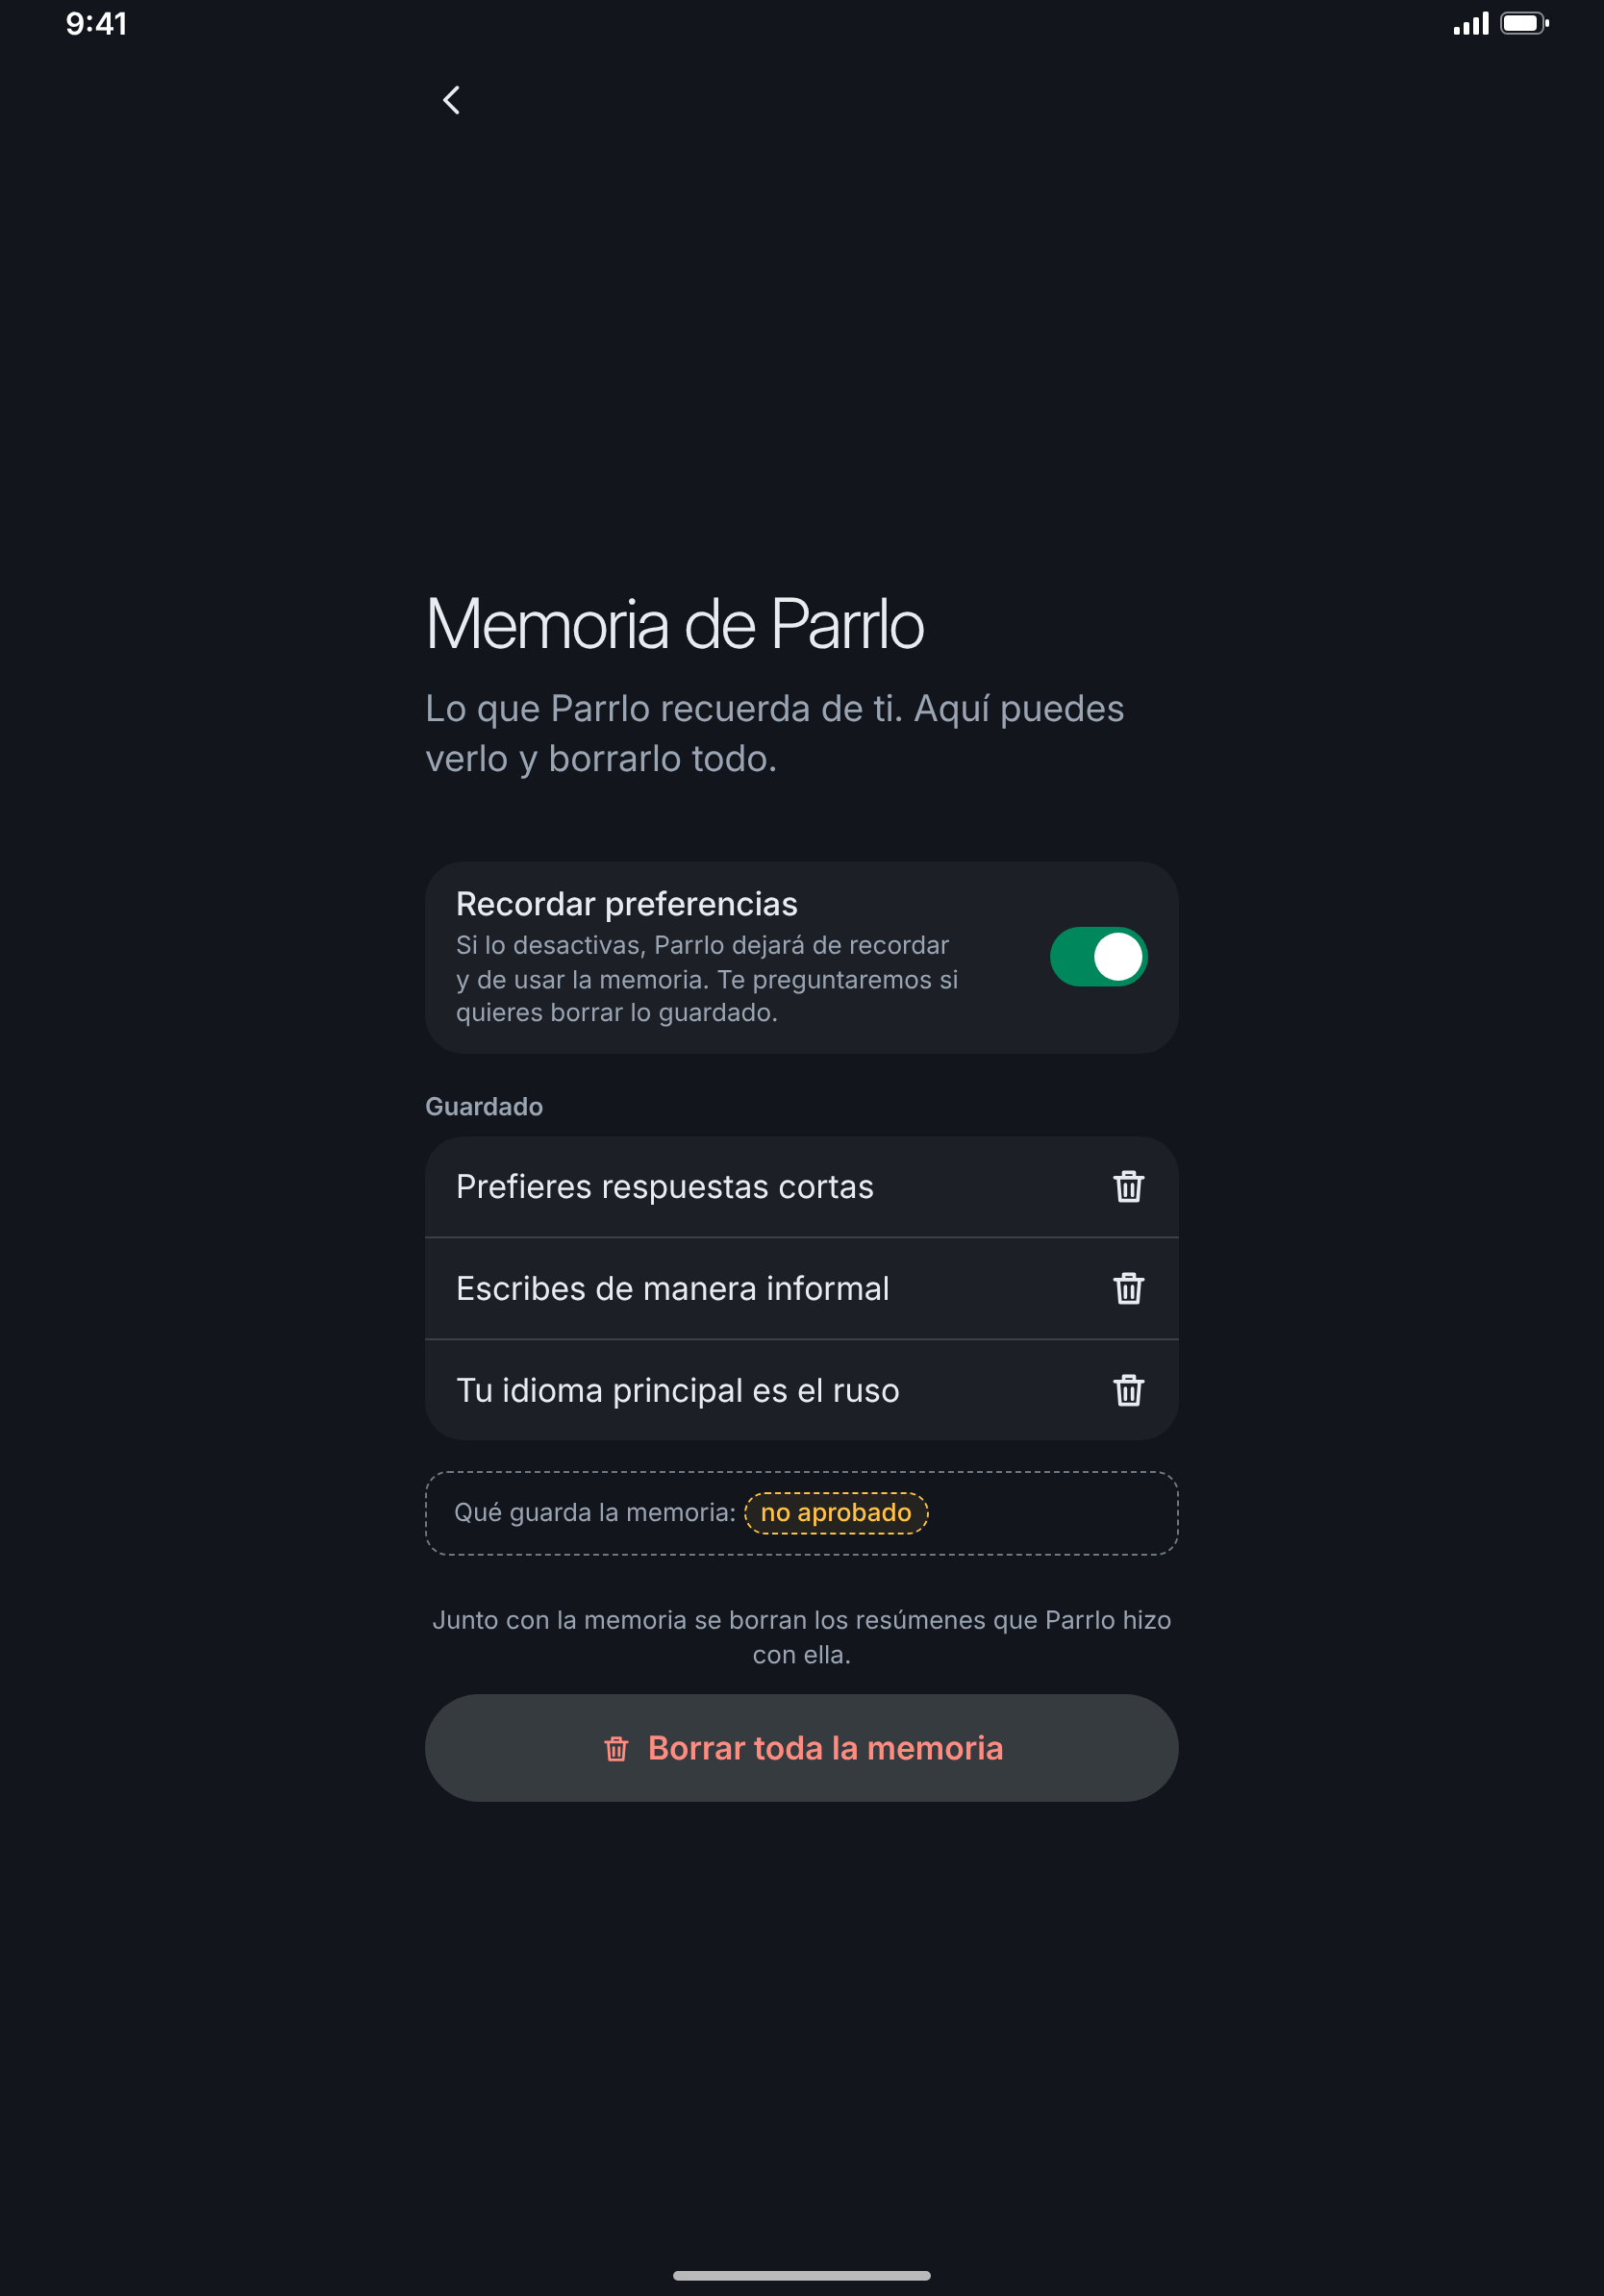 9:41
Memoria de Parrlo
Lo que Parrlo recuerda de ti. Aquí puedes
verlo y borrarlo todo.
Recordar preferencias
Si lo desactivas, Parrlo dejará de recordar
y de usar la memoria. Te preguntaremos si
quieres borrar lo guardado.
Guardado
Prefieres respuestas cortas
Escribes de manera informal
Tu idioma principal es el ruso
Qué guarda la memoria: no aprobado
Junto con la memoria se borran los resúmenes que Parrlo hizo
con ella.
Borrar toda la memoria